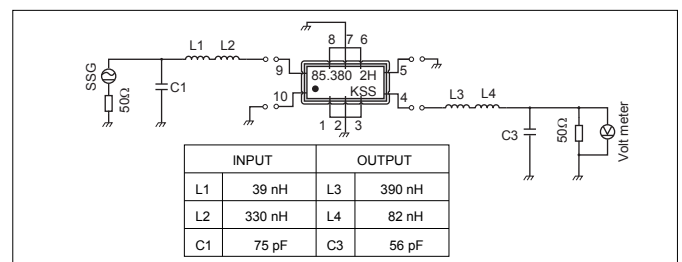 8 7 6
L1 L2
9
85.380 2H
5
SSG
50Ω
C1
KSS
10
4
L3 L4
1 2 3
C3
50Ω
Volt meter
INPUT OUTPUT
L1 39 nH L3 390 nH
L2 330 nH L4 82 nH
C1 75 pF C3 56 pF